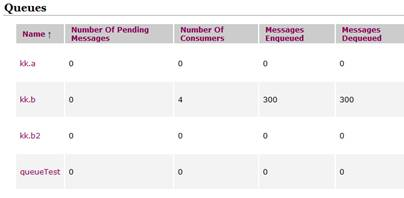 Queues
Name ↑ Number Of Pending Messages Number Of Consumers Messages Enqueued Messages Dequeued
kk.a 0 0 0 0
kk.b 0 4 300 300
kk.b2 0 0 0 0
queueTest 0 0 0 0